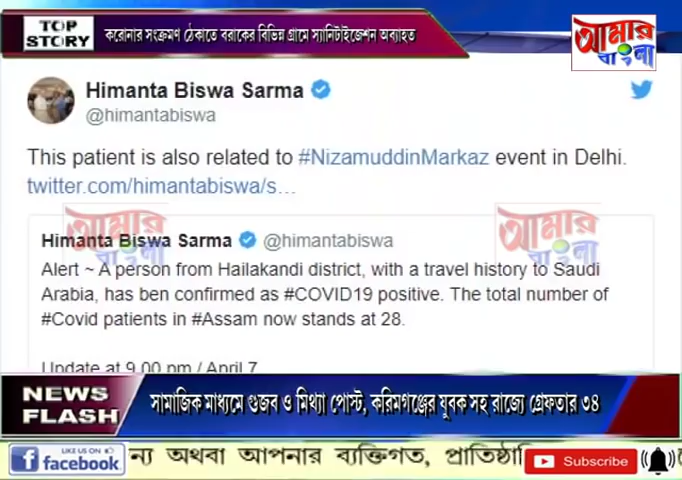 TOP STORY
করোনার সংক্রমণ ঠেকাতে বরাকের বিভিন্ন গ্রামে স্যানিটাইজেশন অব্যাহত
আমার
বাংলা
Himanta Biswa Sarma
@himantabiswa
This patient is also related to #NizamuddinMarkaz event in Delhi.
twitter.com/himantabiswa/s…
আমার
বাংলা
আমার
বাংলা
Himanta Biswa Sarma @himantabiswa
Alert ~ A person from Hailakandi district, with a travel history to Saudi
Arabia, has ben confirmed as #COVID19 positive. The total number of
#Covid patients in #Assam now stands at 28.
Update at 9.00 pm / April 7
NEWS
FLASH
সামাজিক মাধ্যমে গুজব ও মিথ্যা পোস্ট, করিমগঞ্জের যুবক সহ রাজ্যে গ্রেফতার ৩৪
LIKE US ON
facebook
ন্য অথবা আপনার ব্যক্তিগত, প্রাতিষ্ঠা
Subscribe